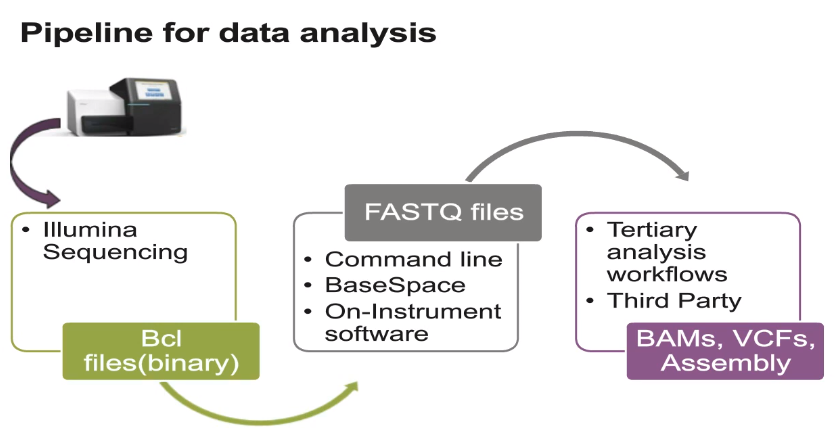 Pipeline for data analysis
• Illumina
Sequencing
Bcl
files(binary)
FASTQ files
• Command line
• BaseSpace
• On-Instrument
software
• Tertiary
analysis
workflows
• Third Party
BAMs, VCFs,
Assembly